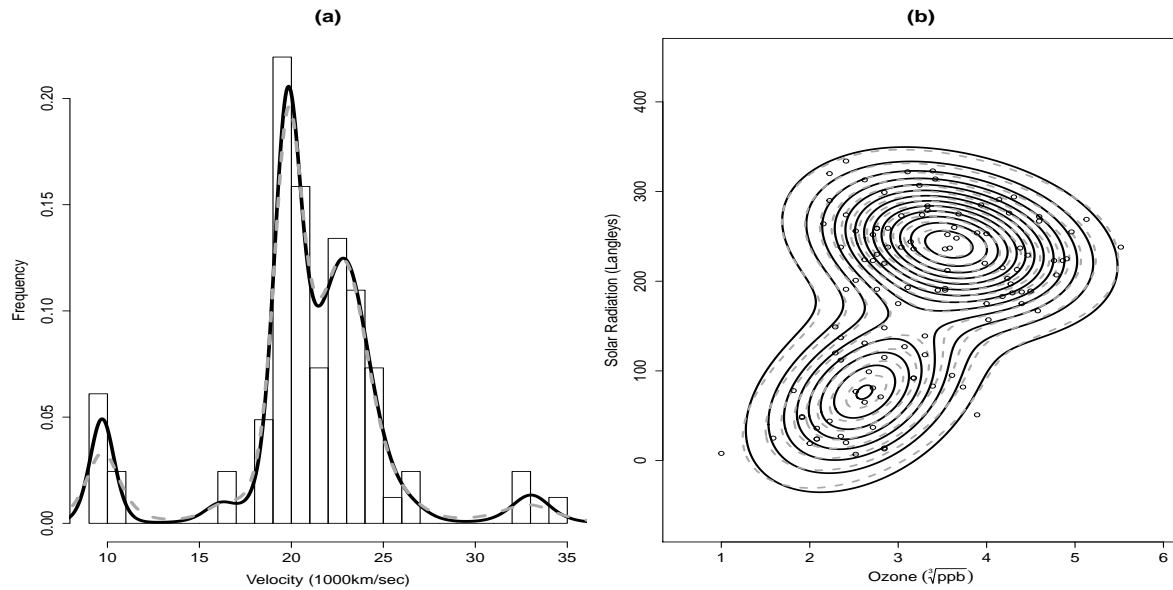 (a)
Frequency
0.00 0.05 0.10 0.15 0.20
10 15 20 25 30 35
Velocity (1000km/sec)
(b)
Solar Radiation (Langleys)
0 100 200 300 400
1 2 3 4 5 6
Ozone (∛ppb)